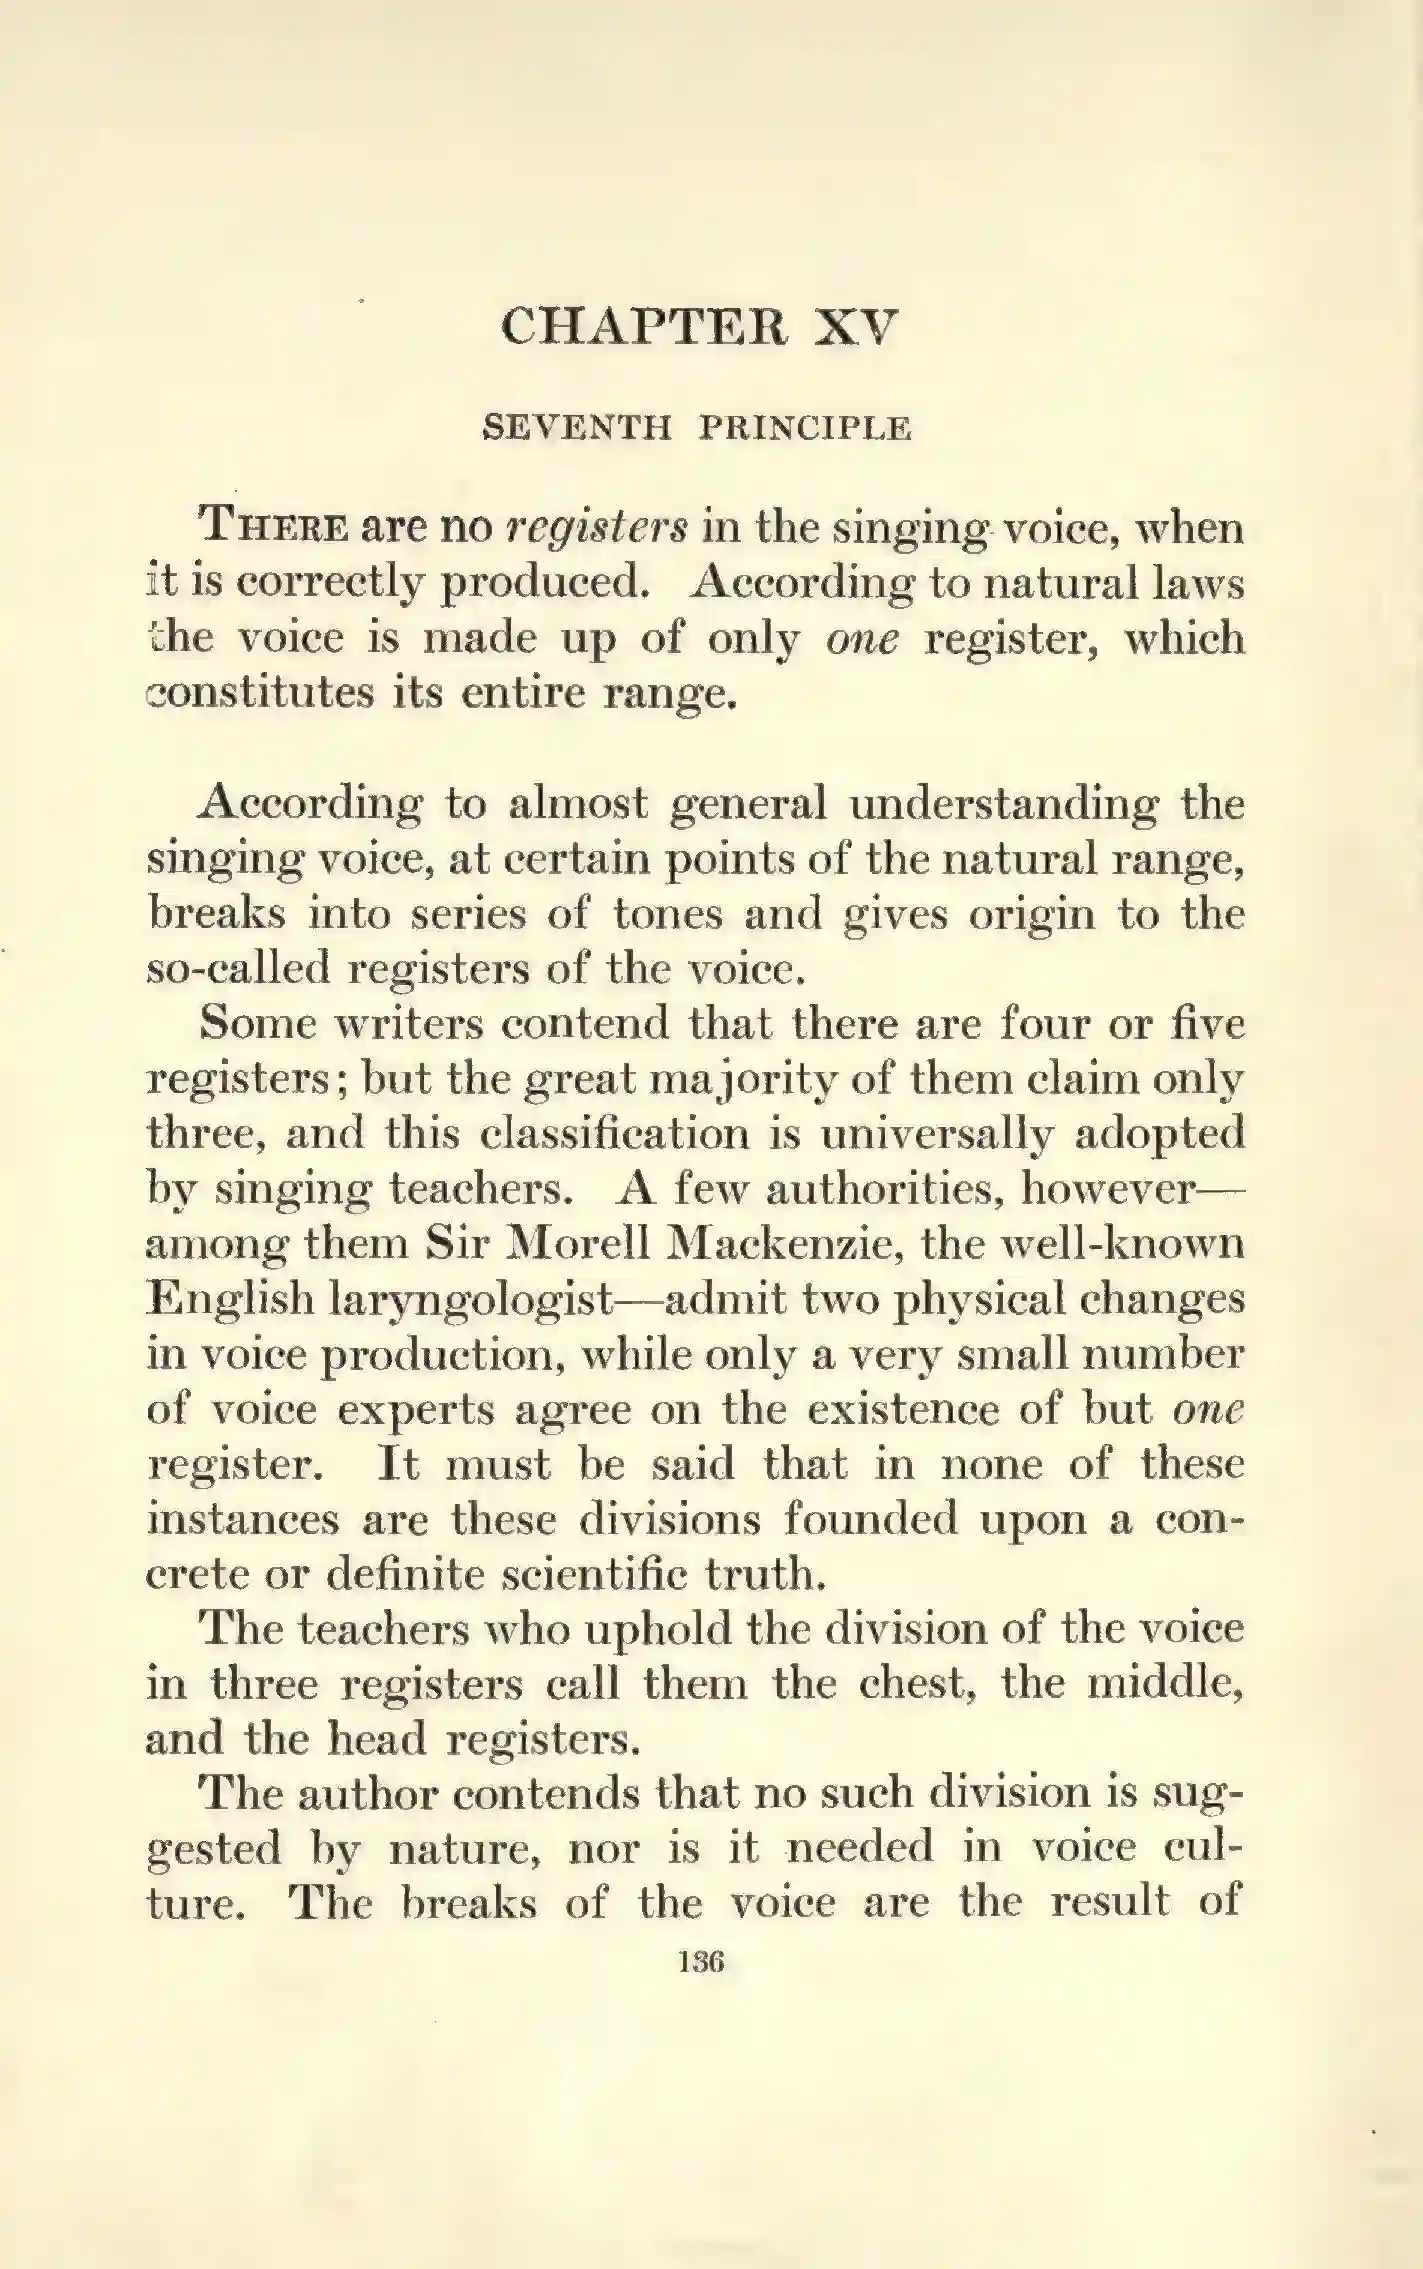 CHAPTER XV
SEVENTH PRINCIPLE
THERE are no registers in the singing voice, when
it is correctly produced. According to natural laws
the voice is made up of only one register, which
constitutes its entire range.
According to almost general understanding the
singing voice, at certain points of the natural range,
breaks into series of tones and gives origin to the
so-called registers of the voice.
Some writers contend that there are four or five
registers; but the great majority of them claim only
three, and this classification is universally adopted
by singing teachers. A few authorities, however—
among them Sir Morell Mackenzie, the well-known
English laryngologist—admit two physical changes
in voice production, while only a very small number
of voice experts agree on the existence of but one
register. It must be said that in none of these
instances are these divisions founded upon a con-
crete or definite scientific truth.
The teachers who uphold the division of the voice
in three registers call them the chest, the middle,
and the head registers.
The author contends that no such division is sug-
gested by nature, nor is it needed in voice cul-
ture. The breaks of the voice are the result of
136